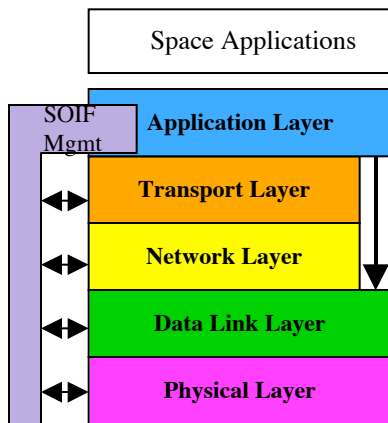 Space Applications
SOIF
Mgmt
Application Layer
Transport Layer
Network Layer
Data Link Layer
Physical Layer